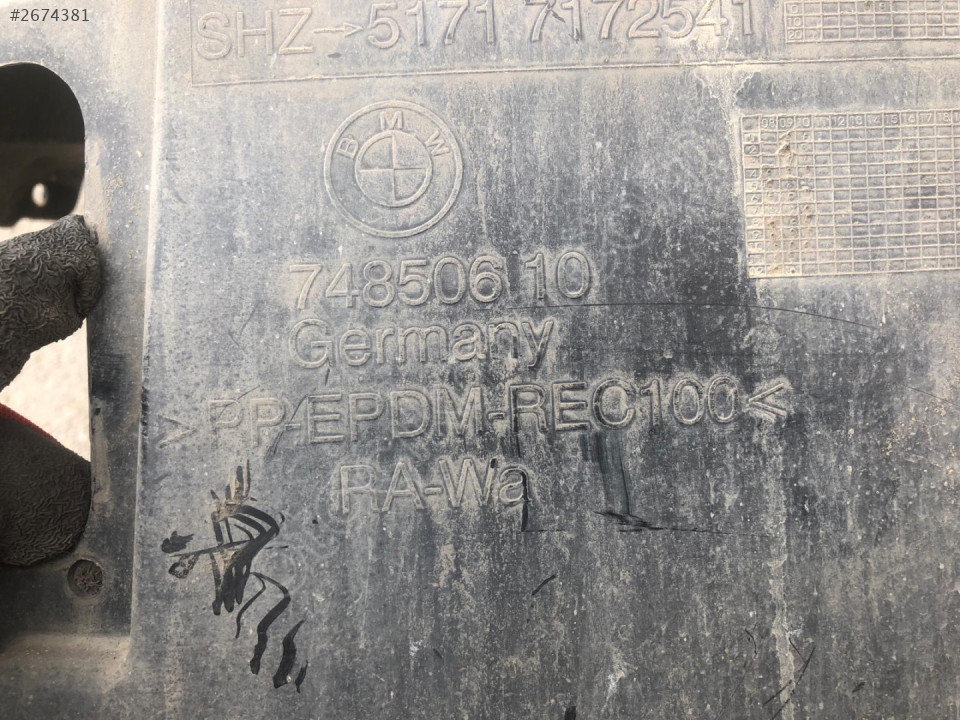 #2674381
SHZ→5171 7172541
BMW
748506 10
Germany
>PP-EPDM-REC100<
RA-Wa